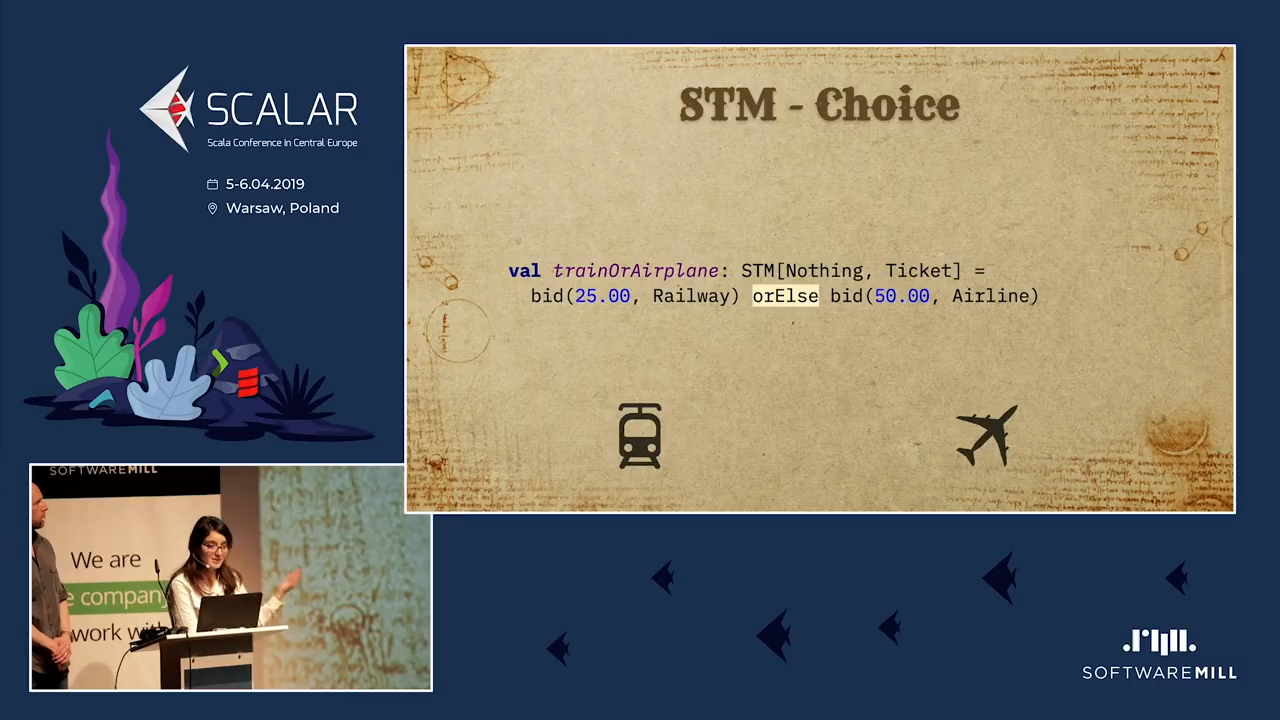 SCALAR
Scala Conference In Central Europe
5-6.04.2019
Warsaw, Poland
STM - Choice
val trainOrAirplane: STM[Nothing, Ticket] =
bid(25.00, Railway) orElse bid(50.00, Airline)
SOFTWAREMILL
We are
e company
work wit
SOFTWAREMILL